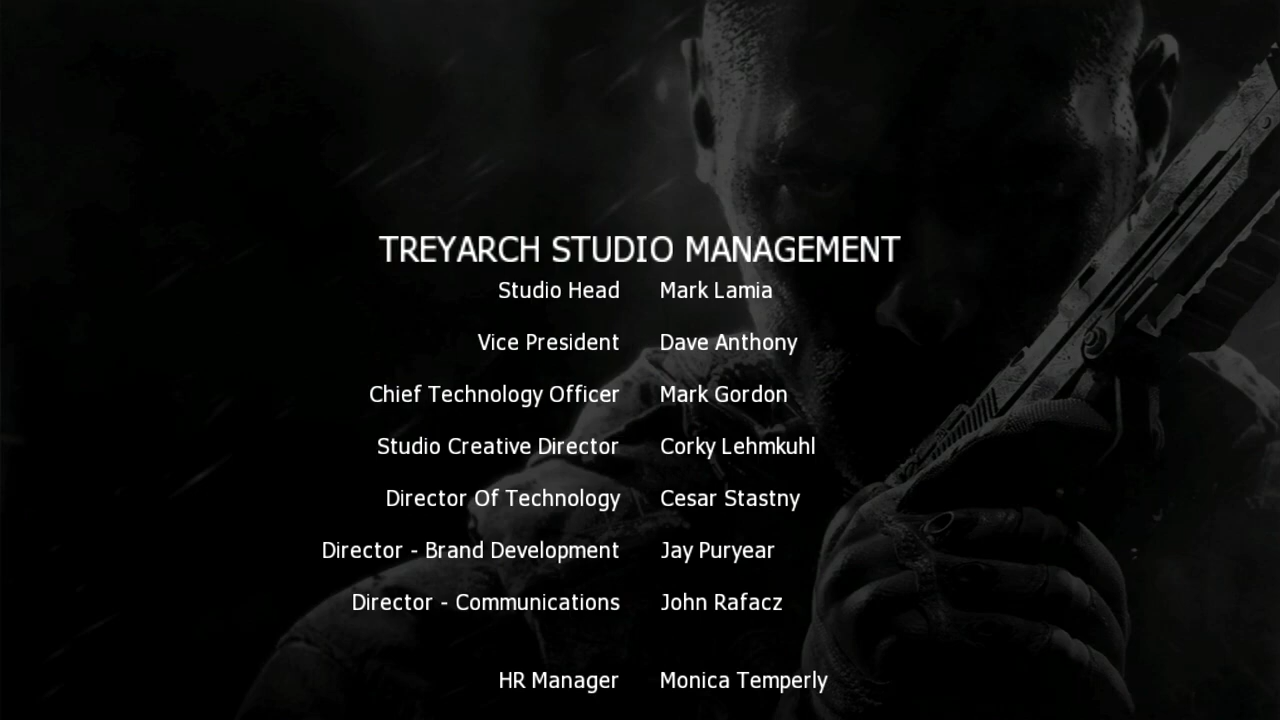 TREYARCH STUDIO MANAGEMENT
Studio Head Mark Lamia
Vice President Dave Anthony
Chief Technology Officer Mark Gordon
Studio Creative Director Corky Lehmkuhl
Director Of Technology Cesar Stastny
Director - Brand Development Jay Puryear
Director - Communications John Rafacz
HR Manager Monica Temperly